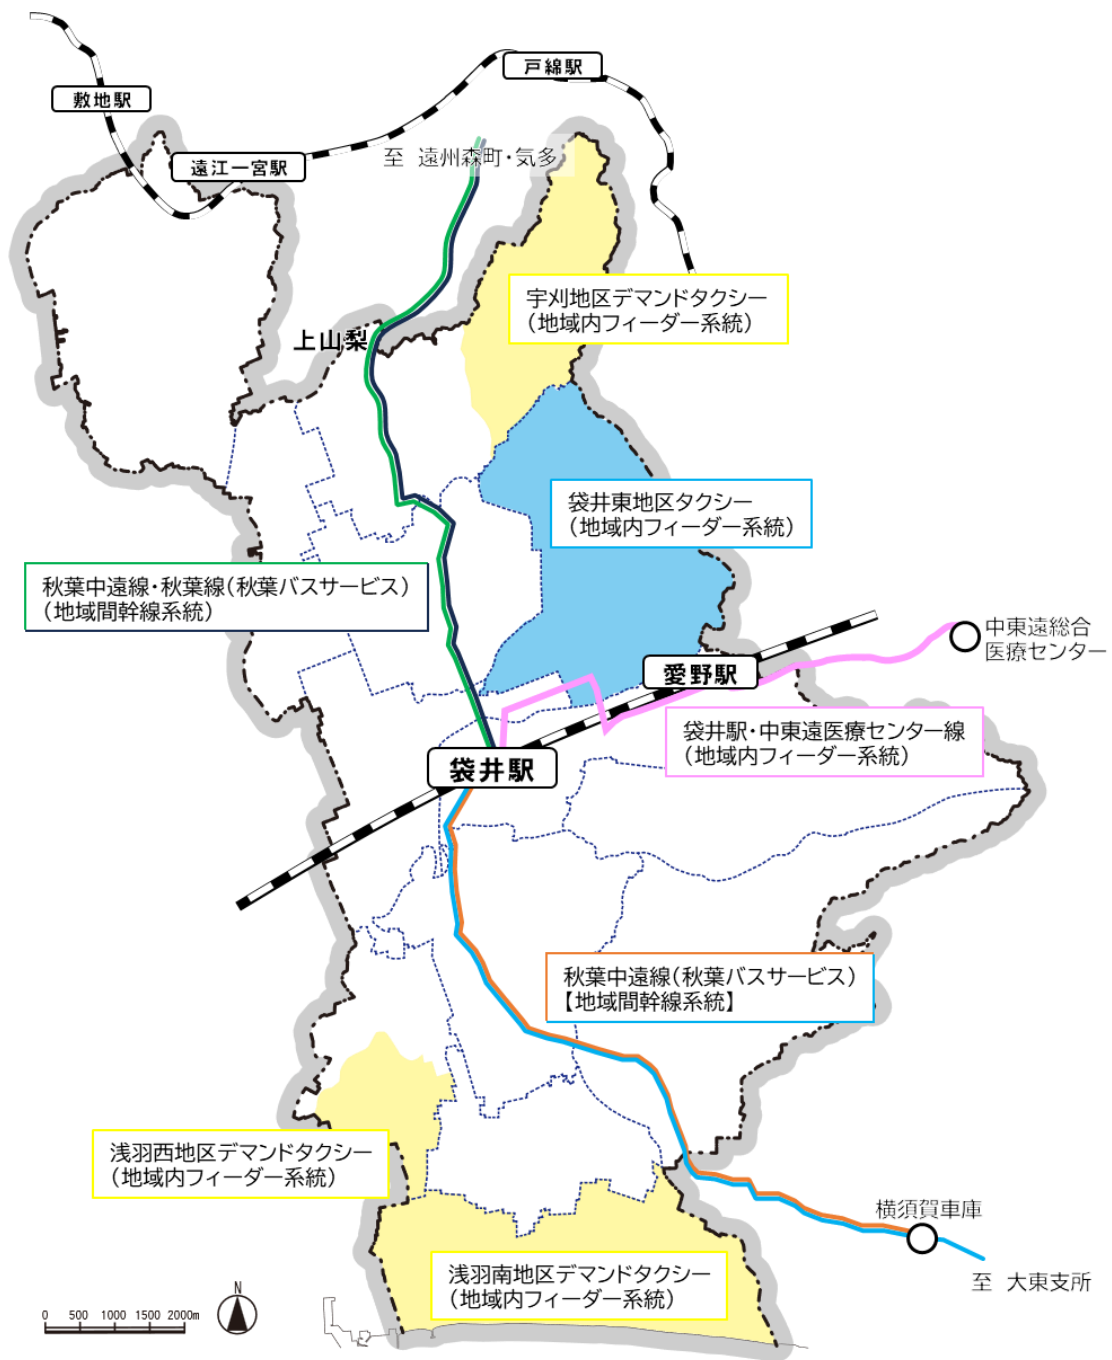 戸綿駅
敷地駅
遠江一宮駅
至 遠州森町・気多
宇刈地区デマンドタクシー
(地域内フィーダー系統)
上山梨
袋井東地区タクシー
(地域内フィーダー系統)
秋葉中遠線・秋葉線(秋葉バスサービス)
(地域間幹線系統)
中東遠総合
医療センター
愛野駅
袋井駅・中東遠医療センター線
(地域内フィーダー系統)
袋井駅
秋葉中遠線(秋葉バスサービス)
【地域間幹線系統】
浅羽西地区デマンドタクシー
(地域内フィーダー系統)
横須賀車庫
浅羽南地区デマンドタクシー
(地域内フィーダー系統)
至 大東支所
N
0 500 1000 1500 2000m